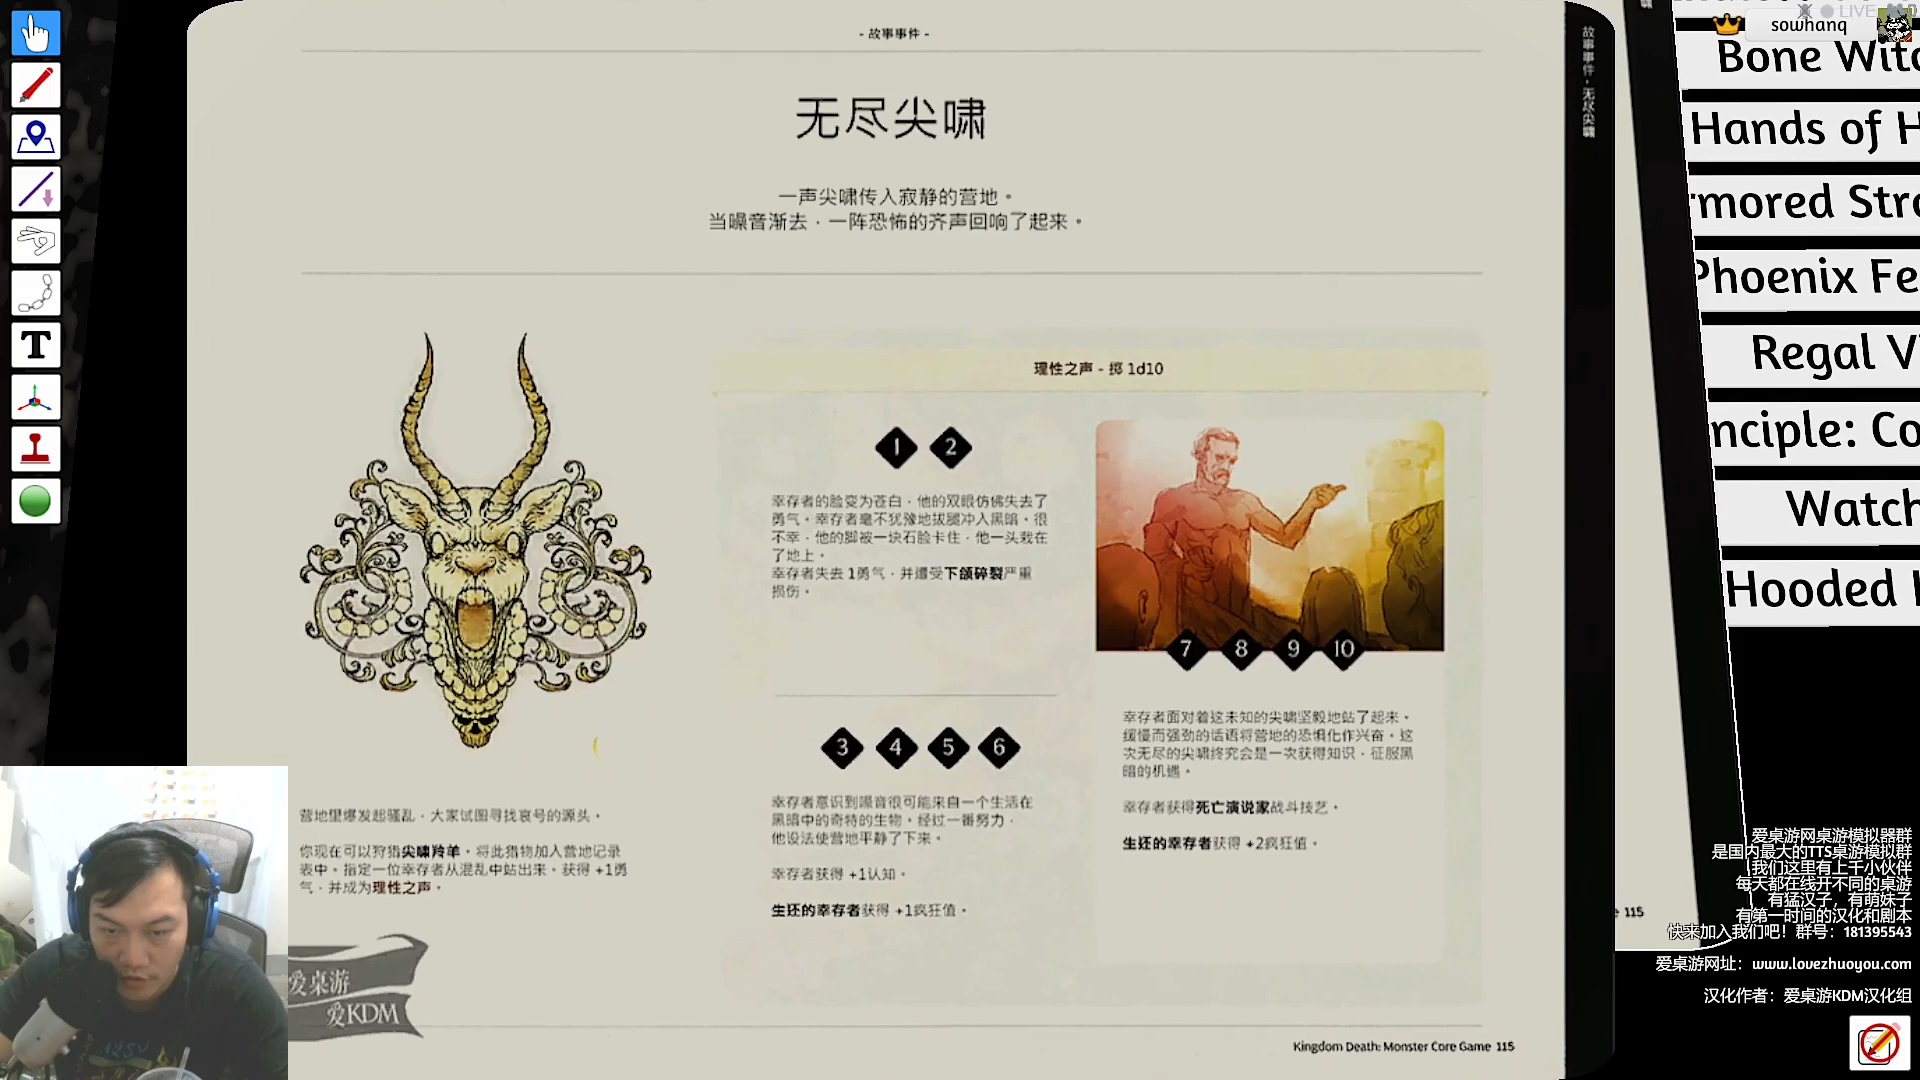 - 故事事件 -
无尽尖啸
一声尖啸传入寂静的营地。
当噪音渐去，一阵恐怖的齐声回响了起来。
理性之声 - 掷 1d10
1 2
幸存者的脸变为苍白，他的双眼仿佛失去了
勇气。幸存者毫不犹豫地拔腿冲入黑暗。很
不幸，他的脚被一块石脸卡住，他一头栽在
了地上。
幸存者失去 1勇气，并遭受下颌碎裂严重
损伤。
3 4 5 6
幸存者意识到噪音很可能来自一个生活在
黑暗中的奇特的生物。经过一番努力，
他设法使营地平静了下来。
幸存者获得 +1认知。
生还的幸存者获得 +1疯狂值。
7 8 9 10
幸存者面对着这未知的尖啸坚毅地站了起来。
缓慢而强劲的话语将营地的恐惧化作兴奋。这
次无尽的尖啸终究会是一次获得知识，征服黑
暗的机遇。
幸存者获得死亡演说家战斗技艺。
生还的幸存者获得 +2疯狂值。
营地里爆发起骚乱，大家试图寻找哀号的源头。
你现在可以狩猎尖啸羚羊。将此猎物加入营地记录
表中。指定一位幸存者从混乱中站出来。获得 +1勇
气，并成为理性之声。
爱桌游
爱KDM
Kingdom Death: Monster Core Game 115
故事事件 - 无尽尖啸
115
LIVE
sowhanq
Bone Witc
Hands of H
rmored Stra
Phoenix Fe
Regal Vi
nciple: Co
Watch
Hooded
T
爱桌游网桌游模拟器群
是国内最大的TTS桌游模拟群
我们这里有上千小伙伴
每天都在线开不同的桌游
有猛汉子，有萌妹子
有第一时间的汉化和剧本
快来加入我们吧！群号：181395543
爱桌游网址：www.lovezhuoyou.com
汉化作者：爱桌游KDM汉化组